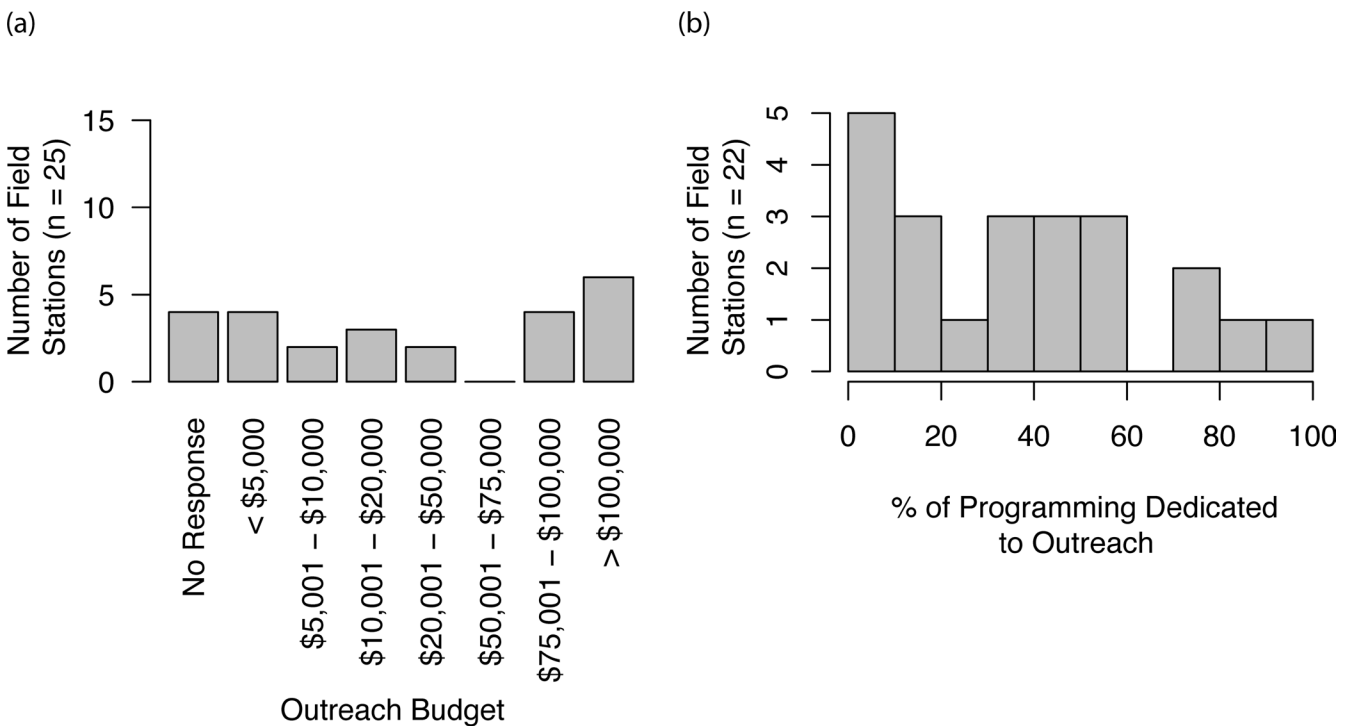 (a)
Number of Field
Stations (n = 25)
15
10
5
0
No Response
< $5,000
$5,001 − $10,000
$10,001 − $20,000
$20,001 − $50,000
$50,001 − $75,000
$75,001 − $100,000
> $100,000
Outreach Budget
(b)
Number of Field
Stations (n = 22)
5
4
3
2
1
0
0 20 40 60 80 100
% of Programming Dedicated
to Outreach